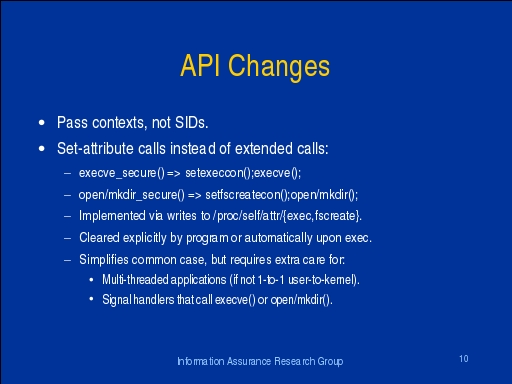 API Changes
• Pass contexts, not SIDs.
• Set-attribute calls instead of extended calls:
– execve_secure() => setexeccon();execve();
– open/mkdir_secure() => setfscreatecon();open/mkdir();
– Implemented via writes to /proc/self/attr/{exec,fscreate}.
– Cleared explicitly by program or automatically upon exec.
– Simplifies common case, but requires extra care for:
• Multi-threaded applications (if not 1-to-1 user-to-kernel).
• Signal handlers that call execve() or open/mkdir().
Information Assurance Research Group
10